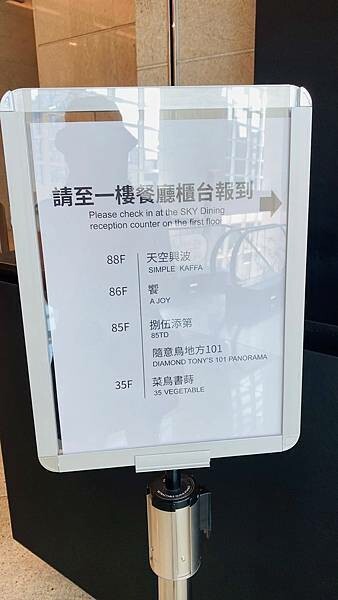 請至一樓餐廳櫃台報到
Please check in at the SKY Dining
reception counter on the first floor
88F 天空興波
SIMPLE KAFFA
86F 饗
A JOY
85F 捌伍添第
85TD
隨意鳥地方101
DIAMOND TONY'S 101 PANORAMA
35F 菜鳥書蒔
35 VEGETABLE